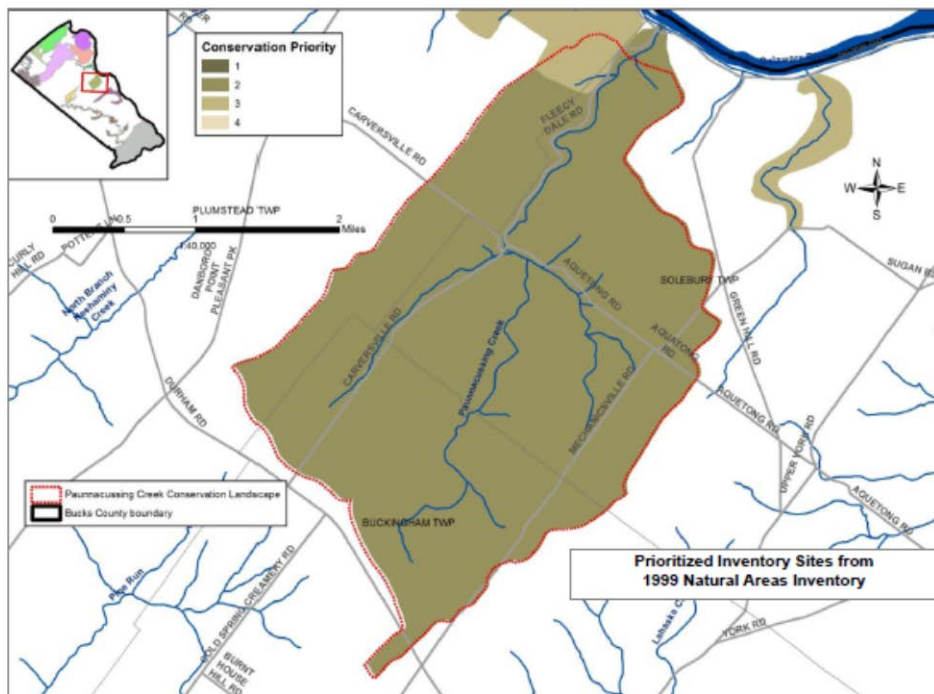 Conservation Priority
1
2
3
4
CARVERSVILLE RD
FLEECY
DALE RD
N
W E
S
PLUMSTEAD TWP
0 0.5 1 2
Miles
1:40,000
CURLY
HILL RD
POTTERS LN
DANBORO
POINT
PLEASANT PK
North Branch
Neshaminy
Creek
SUGAN RD
SOLEBURY TWP
AQUETONG RD
GREEN HILL RD
CARVERSVILLE RD
Paunnacussing Creek
AQUATONG
RD
MECHANICSVILLE RD
DURHAM RD
AQUETONG RD
UPPER YORK RD
AQUETONG RD
Paunnacussing Creek Conservation Landscape
Bucks County boundary
BUCKINGHAM TWP
Prioritized Inventory Sites from
1999 Natural Areas Inventory
Pine Run
COLD SPRING CREAMERY RD
BURNT
HOUSE
HILL RD
Lahaska
YORK RD